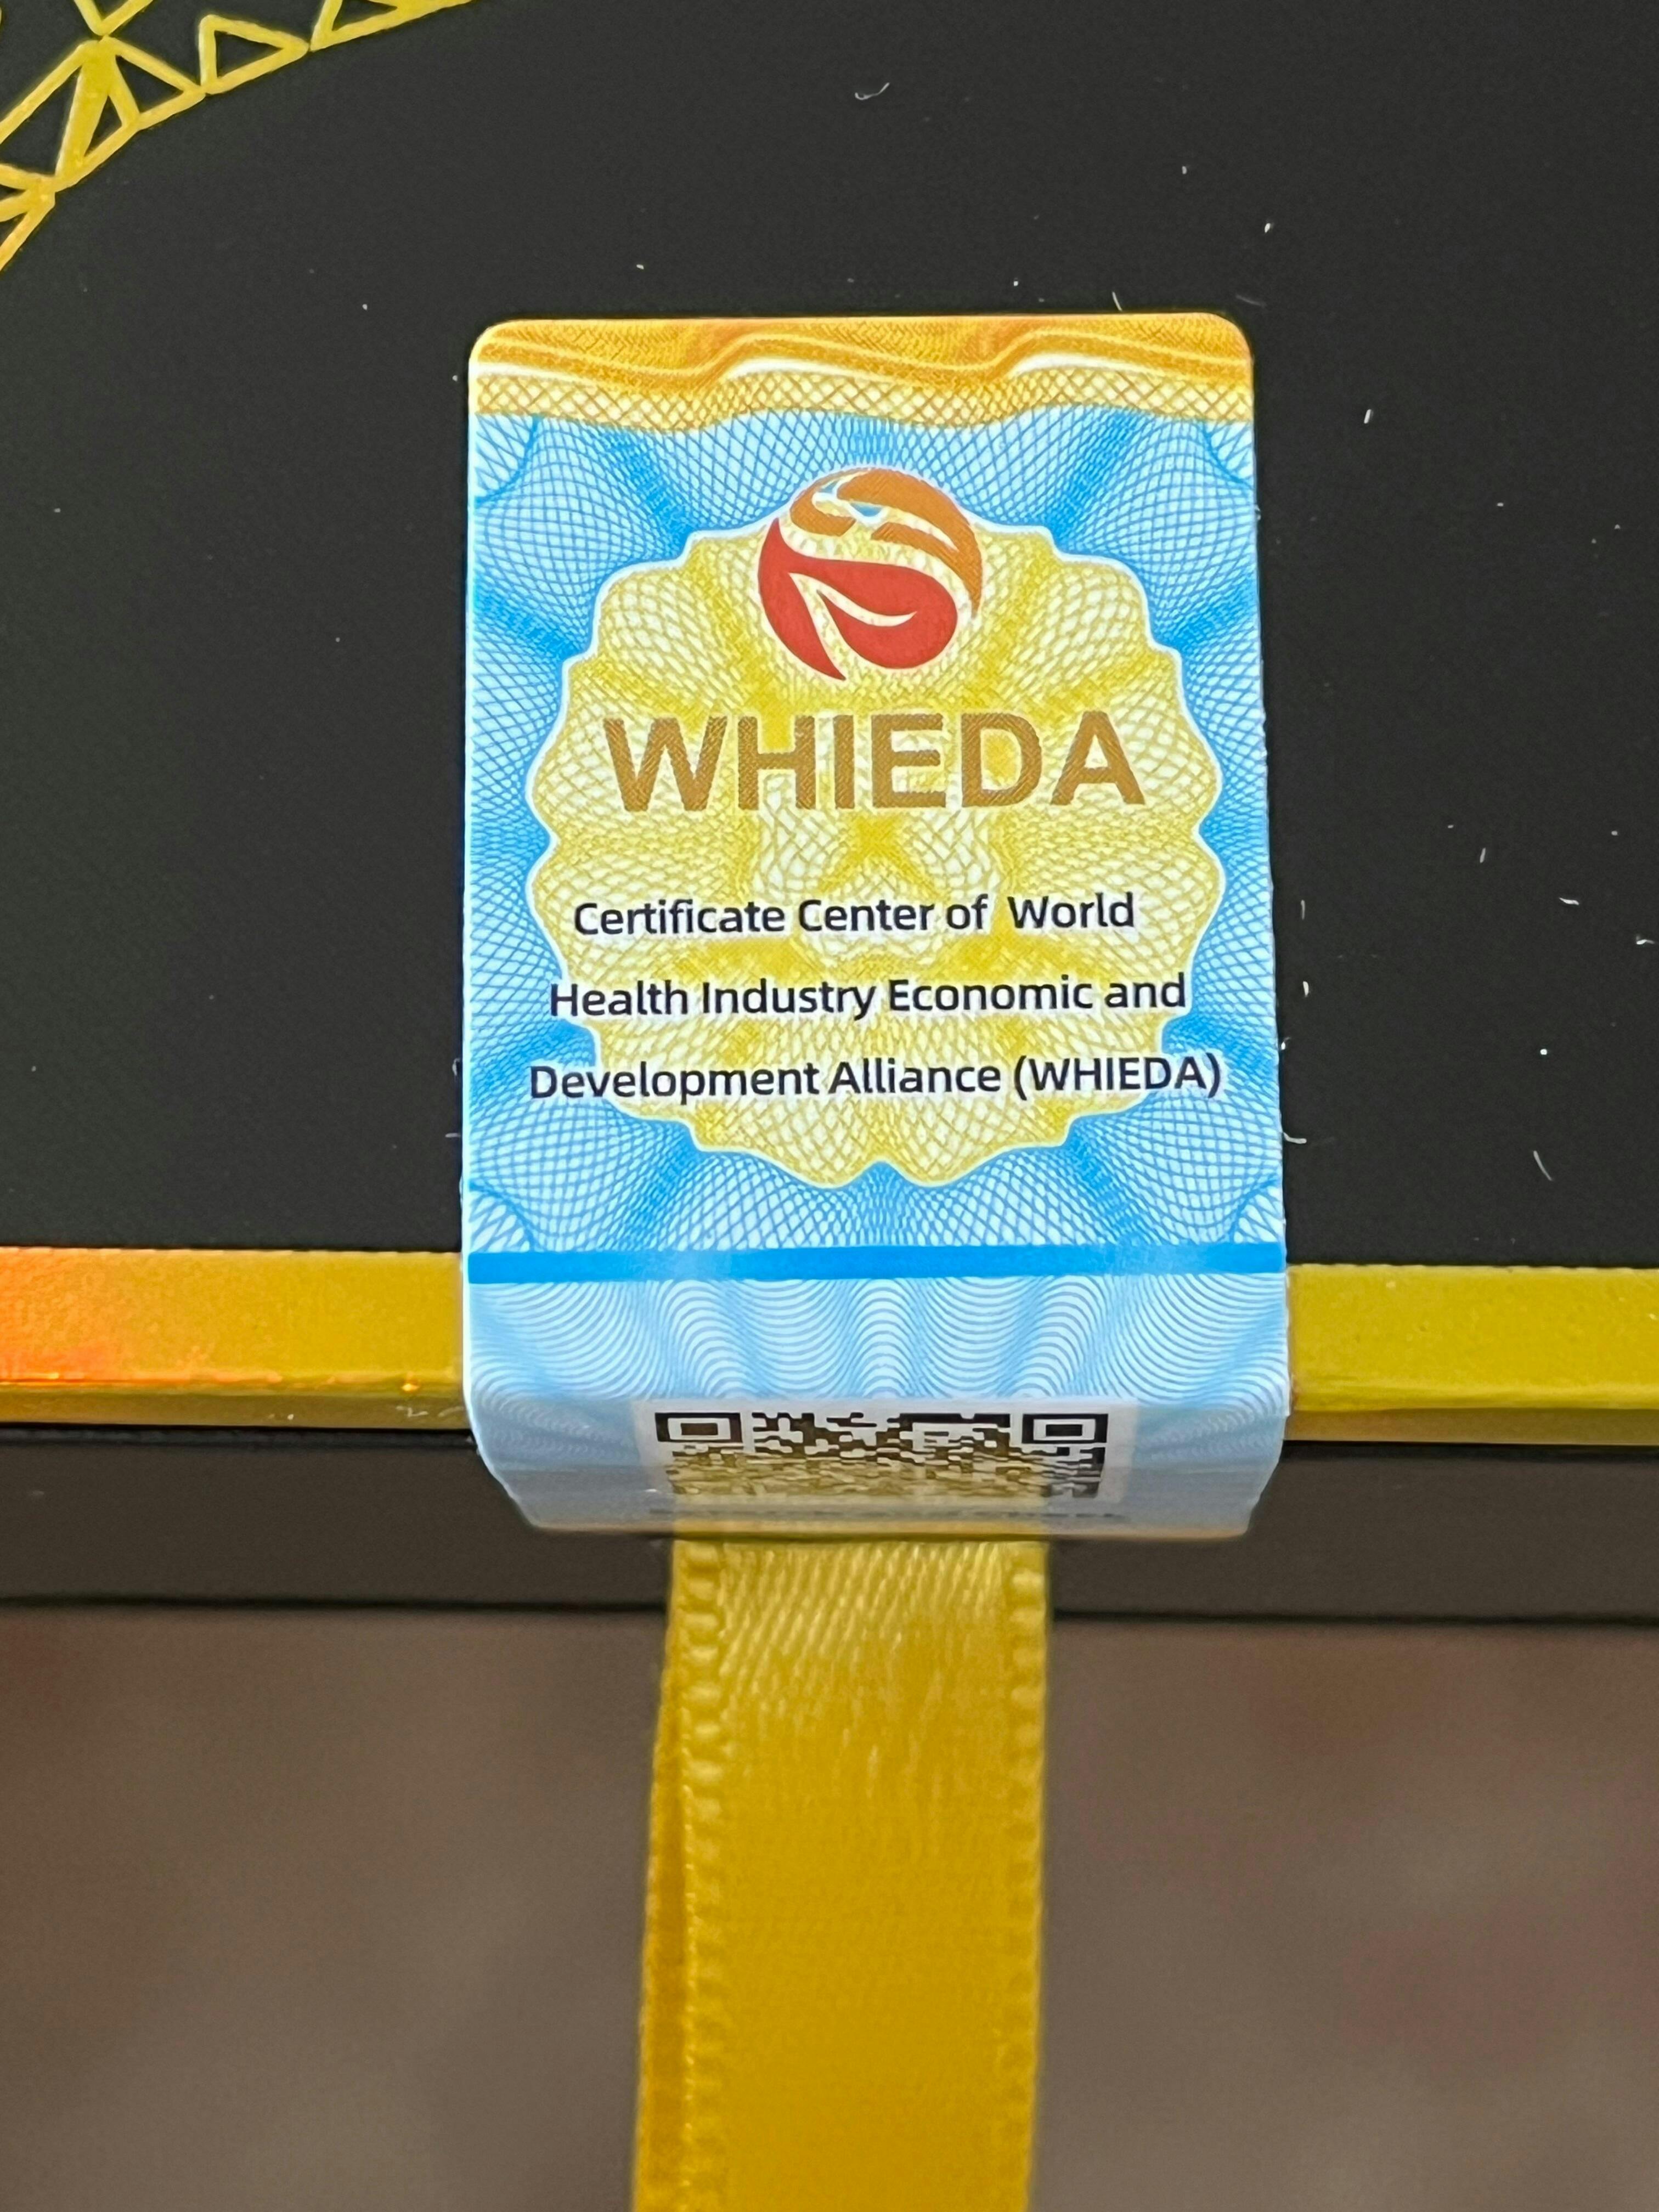 WHIEDA
Certificate Center of World
Health Industry Economic and
Development Alliance (WHIEDA)